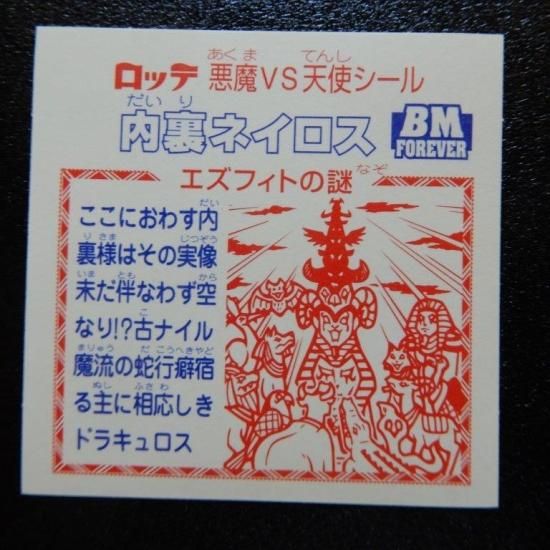 ロッテ 悪魔VS天使シール
あくま てんし
内裏ネイロス
だいり
BM
FOREVER
エズフィトの謎
なぞ
ここにおわす内
だい
裏様はその実像
りさま じつぞう
未だ伴なわず空
いま とも から
なり!?古ナイル
こ
魔流の蛇行癖宿
まりゅう だこうへきやど
る主に相応しき
ぬし ふさわ
ドラキュロス